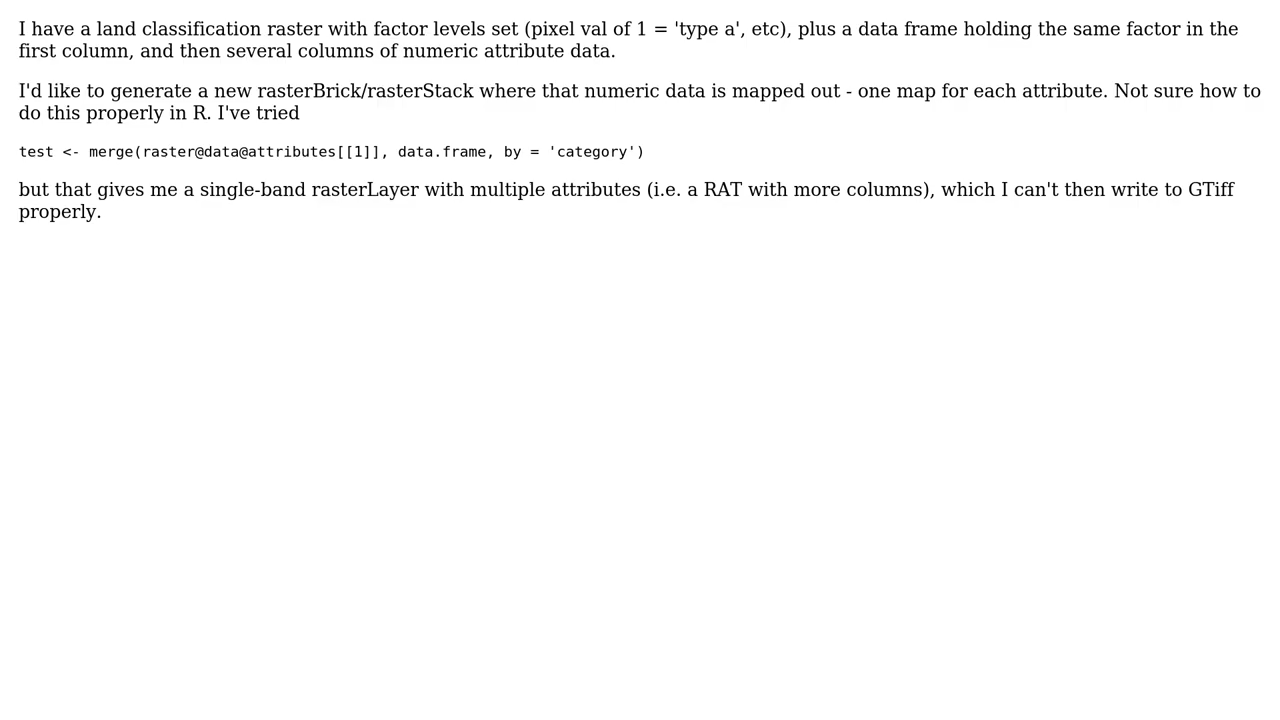 I have a land classification raster with factor levels set (pixel val of 1 = 'type a', etc), plus a data frame holding the same factor in the
first column, and then several columns of numeric attribute data.
I'd like to generate a new rasterBrick/rasterStack where that numeric data is mapped out - one map for each attribute. Not sure how to
do this properly in R. I've tried
test <- merge(raster@data@attributes[[1]], data.frame, by = 'category')
but that gives me a single-band rasterLayer with multiple attributes (i.e. a RAT with more columns), which I can't then write to GTiff
properly.